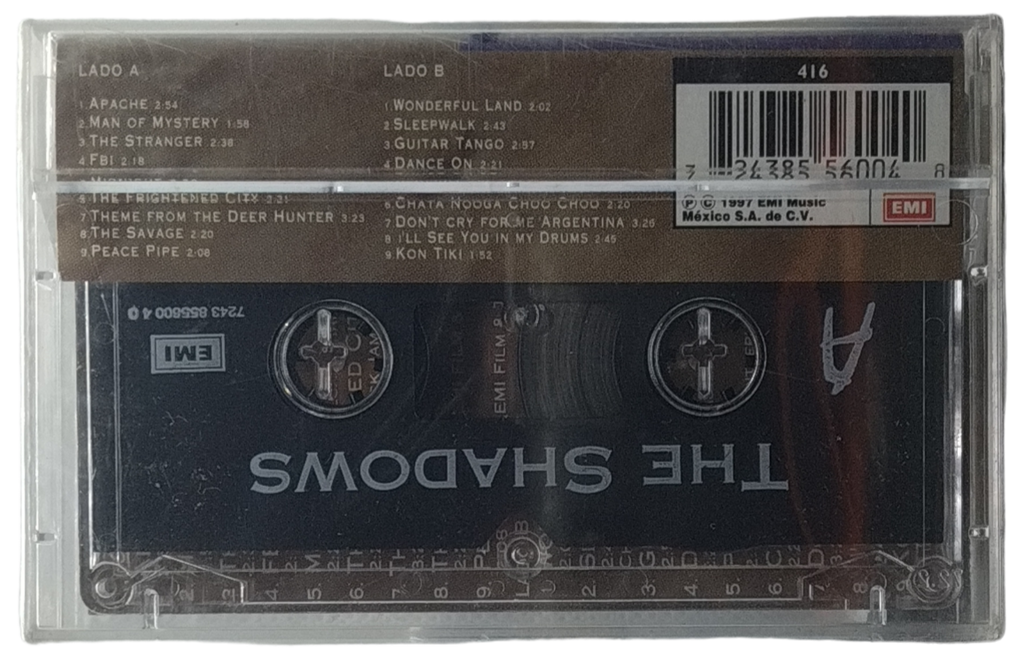 LADO A
1.APACHE 2:54
2.MAN OF MYSTERY 1:58
3.THE STRANGER 2:38
4.FBI 2:18
MIDNIGHT
THE FRIGHTENED CITY 2:21
7.THEME FROM THE DEER HUNTER 3:23
8.THE SAVAGE 2:20
9.PEACE PIPE 2:08
LADO B
1.WONDERFUL LAND 2:02
2.SLEEPWALK 2:43
3.GUITAR TANGO 2:57
4.DANCE ON 2:21
6.CHATA NOOGA CHOO CHOO 2:20
7.DON'T CRY FOR ME ARGENTINA 3:26
8.I'LL SEE YOU IN MY DRUMS 2:45
9.KON TIKI 1:52
416
7 24385 56004 8
Ⓟ © 1997 EMI Music
México S.A. de C.V.
EMI
7243 855600 4 0
EMI
EMI FILM &
A
THE SHADOWS